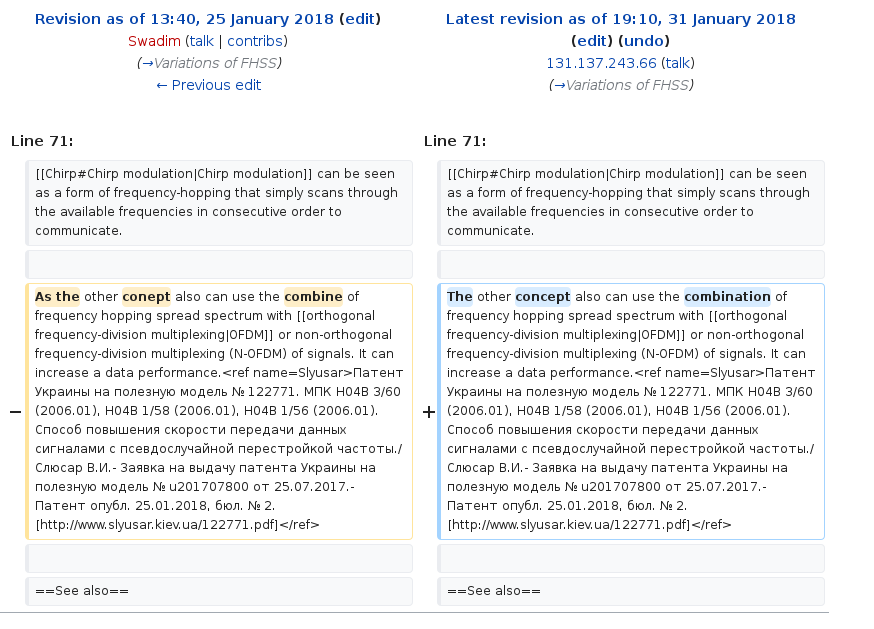 Revision as of 13:40, 25 January 2018 (edit)
Swadim (talk | contribs)
(→Variations of FHSS)
← Previous edit
Latest revision as of 19:10, 31 January 2018
(edit) (undo)
131.137.243.66 (talk)
(→Variations of FHSS)
Line 71:
[[Chirp#Chirp modulation|Chirp modulation]] can be seen
as a form of frequency-hopping that simply scans through
the available frequencies in consecutive order to
communicate.
− As the other conept also can use the combine of
frequency hopping spread spectrum with [[orthogonal
frequency-division multiplexing|OFDM]] or non-orthogonal
frequency-division multiplexing (N-OFDM) of signals. It can
increase a data performance.<ref name=Slyusar>Патент
Украины на полезную модель № 122771. МПК H04B 3/60
(2006.01), H04B 1/58 (2006.01), H04B 1/56 (2006.01).
Способ повышения скорости передачи данных
сигналами с псевдослучайной перестройкой частоты./
Слюсар В.И.- Заявка на выдачу патента Украины на
полезную модель № u201707800 от 25.07.2017.-
Патент опубл. 25.01.2018, бюл. № 2.
[http://www.slyusar.kiev.ua/122771.pdf]</ref>
==See also==
Line 71:
[[Chirp#Chirp modulation|Chirp modulation]] can be seen
as a form of frequency-hopping that simply scans through
the available frequencies in consecutive order to
communicate.
+ The other concept also can use the combination of
frequency hopping spread spectrum with [[orthogonal
frequency-division multiplexing|OFDM]] or non-orthogonal
frequency-division multiplexing (N-OFDM) of signals. It can
increase a data performance.<ref name=Slyusar>Патент
Украины на полезную модель № 122771. МПК H04B 3/60
(2006.01), H04B 1/58 (2006.01), H04B 1/56 (2006.01).
Способ повышения скорости передачи данных
сигналами с псевдослучайной перестройкой частоты./
Слюсар В.И.- Заявка на выдачу патента Украины на
полезную модель № u201707800 от 25.07.2017.-
Патент опубл. 25.01.2018, бюл. № 2.
[http://www.slyusar.kiev.ua/122771.pdf]</ref>
==See also==